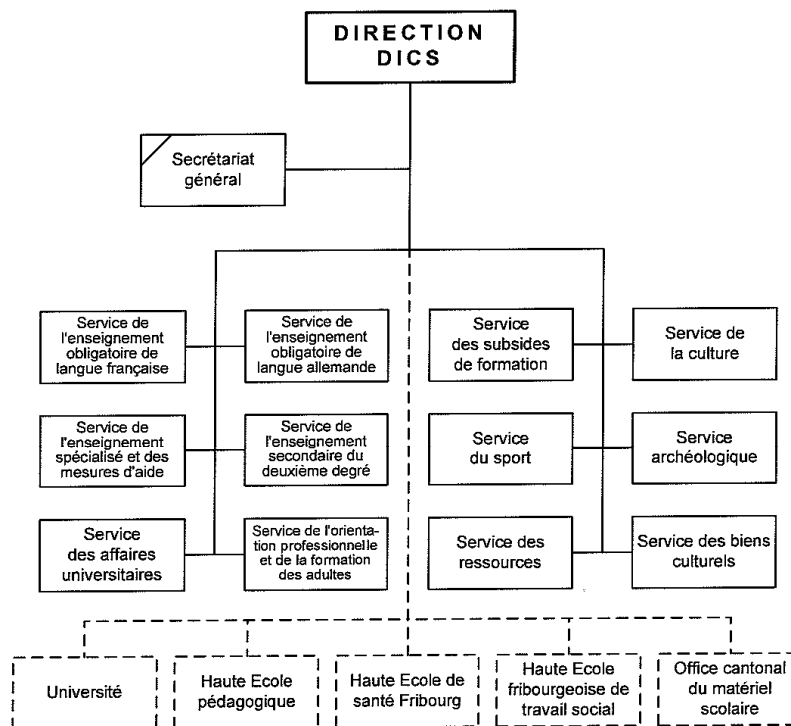 DIRECTION
DICS
Secrétariat
général
Service de
l'enseignement
obligatoire de
langue française
Service de
l'enseignement
obligatoire de
langue allemande
Service
des subsides
de formation
Service de
la culture
Service de
l'enseignement
spécialisé et des
mesures d'aide
Service de
l'enseignement
secondaire du
deuxième degré
Service
du sport
Service
archéologique
Service
des affaires
universitaires
Service de l'orienta-
tion professionnelle
et de la formation
des adultes
Service des
ressources
Service des biens
culturels
Université
Haute Ecole
pédagogique
Haute Ecole de
santé Fribourg
Haute Ecole
fribourgeoise de
travail social
Office cantonal
du matériel
scolaire